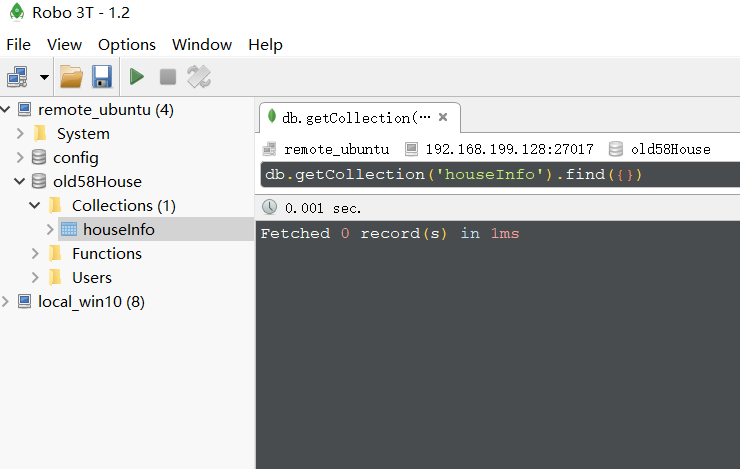 Robo 3T - 1.2
File View Options Window Help
remote_ubuntu (4)
System
config
old58House
Collections (1)
houseInfo
Functions
Users
local_win10 (8)
db.getCollection(…
remote_ubuntu 192.168.199.128:27017 old58House
db.getCollection('houseInfo').find({})
0.001 sec.
Fetched 0 record(s) in 1ms